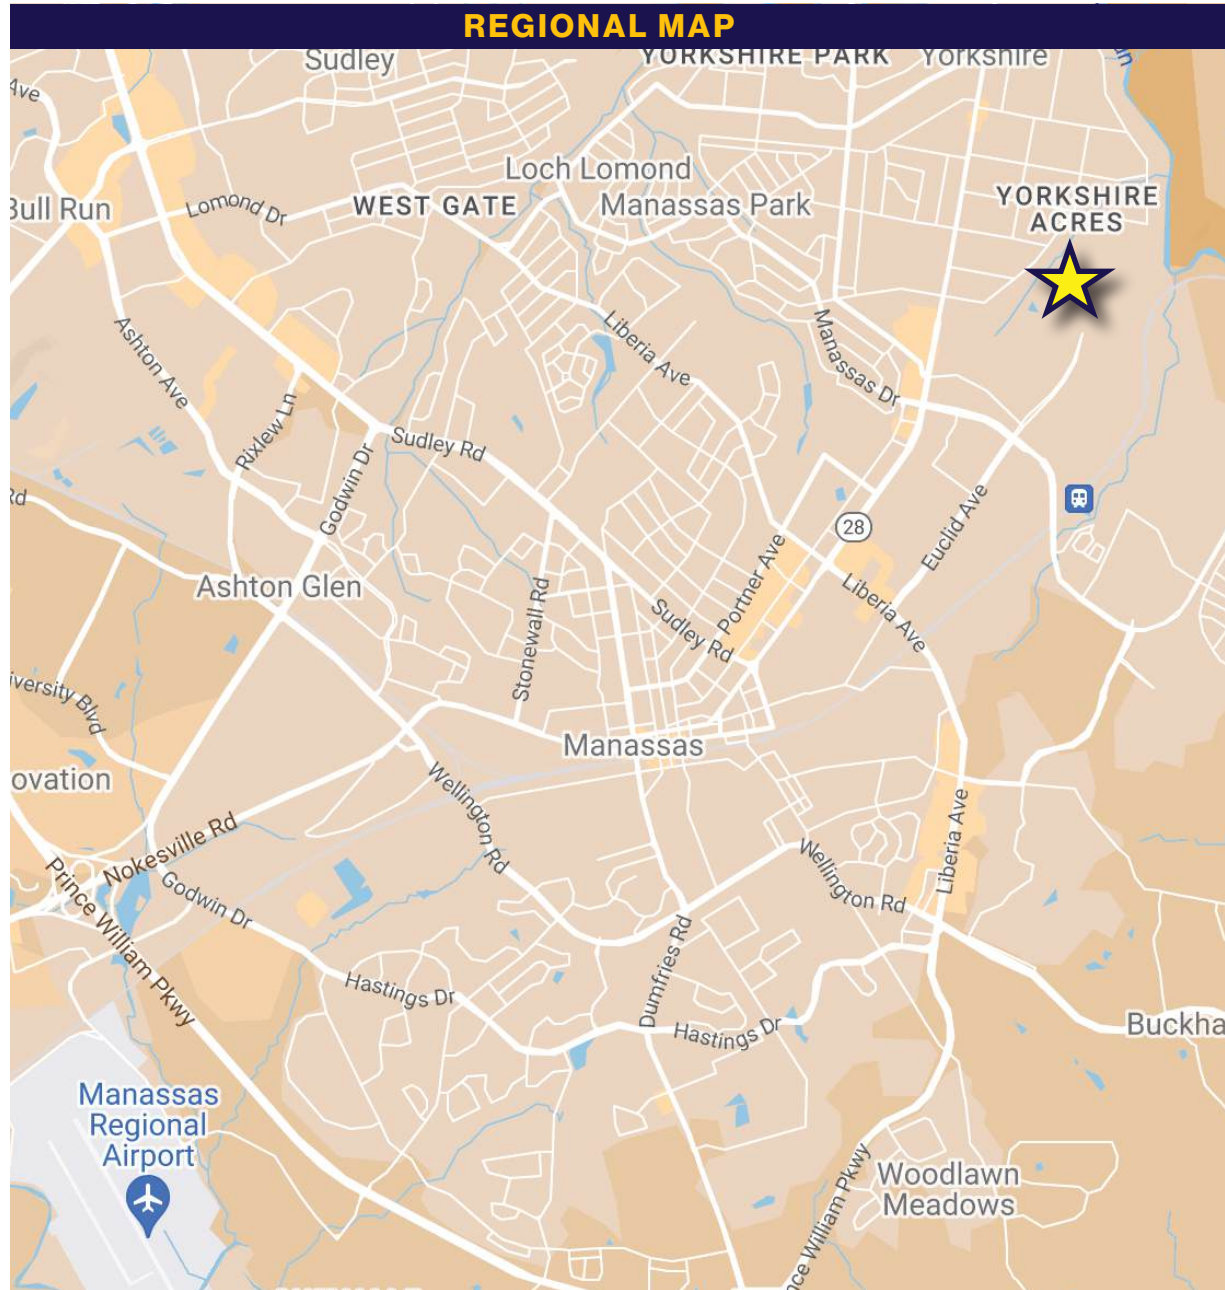 REGIONAL MAP
Sudley
YORKSHIRE PARK
Yorkshire
Ave
Loch Lomond
Manassas Park
YORKSHIRE
ACRES
Bull Run
Lomond Dr
WEST GATE
Ashton Ave
Liberia Ave
Manassas Dr
Rixlew Ln
Godwin Dr
Sudley Rd
Rd
28
Euclid Ave
Ashton Glen
Portner Ave
Liberia Ave
Stonewall Rd
Sudley Rd
iversity Blvd
Manassas
ovation
Wellington Rd
Nokesville Rd
Liberia Ave
Wellington Rd
Prince William Pkwy
Godwin Dr
Hastings Dr
Dumfries Rd
Hastings Dr
Buckha
Manassas
Regional
Airport
Woodlawn
Meadows
nce William Pkwy